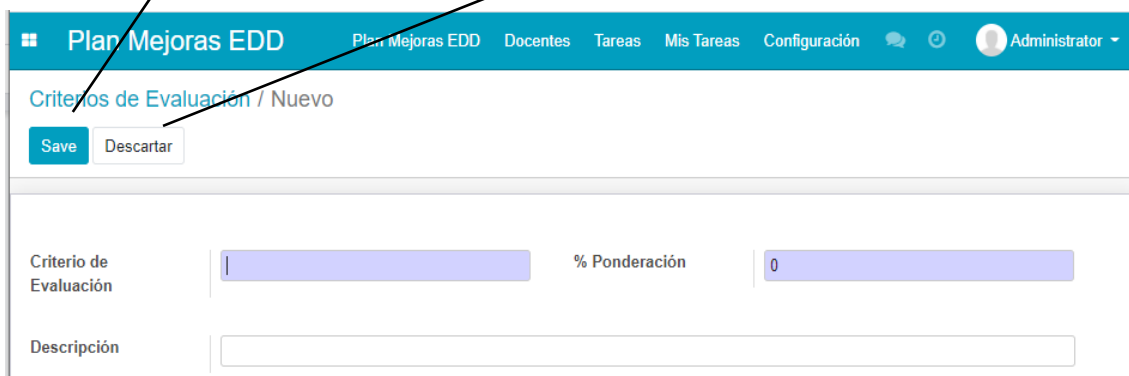 Plan Mejoras EDD Plan Mejoras EDD Docentes Tareas Mis Tareas Configuración Administrator
Criterios de Evaluación / Nuevo
Save Descartar
Criterio de Evaluación
% Ponderación 0
Descripción